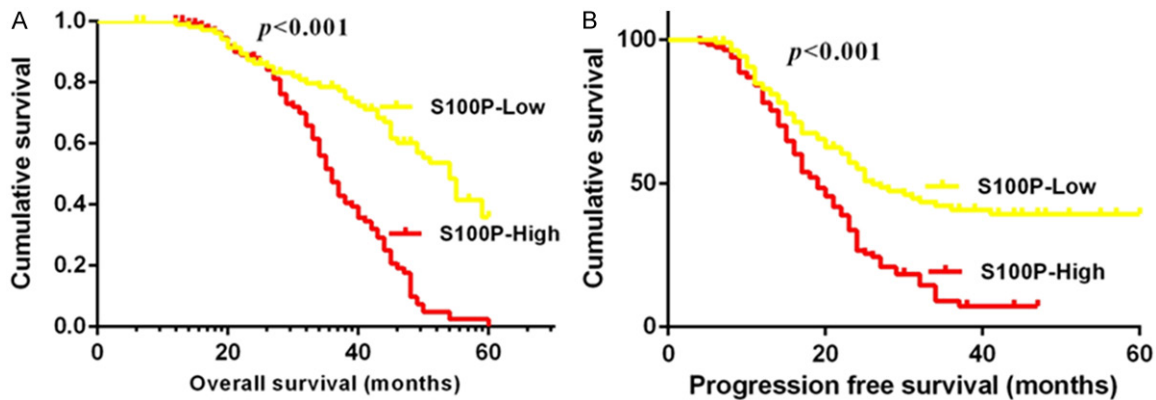 A
p<0.001
Cumulative survival
1.0
0.8
0.6
0.4
0.2
0.0
S100P-Low
S100P-High
0 20 40 60
Overall survival (months)
B
p<0.001
Cumulative survival
100
50
0
S100P-Low
S100P-High
0 20 40 60
Progression free survival (months)